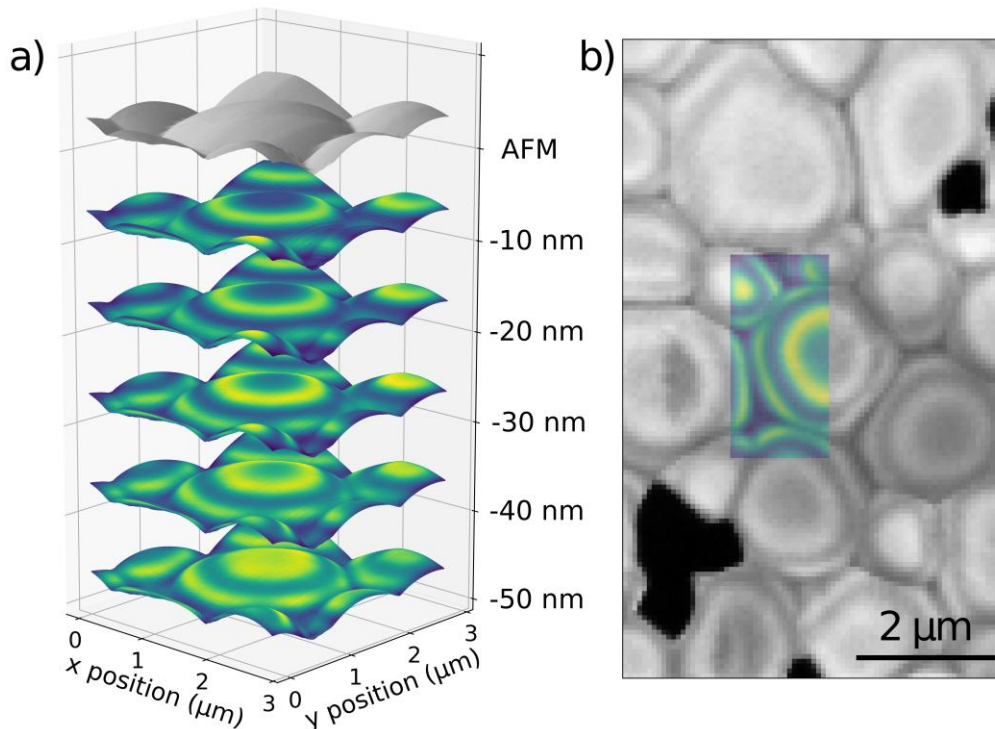 a)
AFM
-10 nm
-20 nm
-30 nm
-40 nm
-50 nm
0
1
2
3
x position (μm)
0
1
2
3
y position (μm)
b)
2 μm